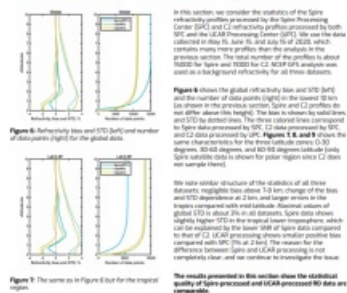 Figure 6: Refractivity bias and STD (left) and number
of data points (right) for the global data.
Figure 7: The same as in Figure 6 but for the tropical
region.
In this section, we consider the statistics of the Spire
refractivity profiles processed by the Spire Processing
Center (SPC) and C2 refractivity profiles processed by both
SPC and the UCAR Processing Center (UPC). We use the data
collected in May 15, June 15, and July 15 of 2020, which
contains many more profiles than the analysis in the
previous section. The total number of the profiles is about
for Spire and 11000 for C2. NCEP GFS analysis was
used as a background refractivity for all three datasets.
Figure 6 shows the global refractivity bias and STD (left)
and the number of data points (right) in the lowest 10 km
(as shown in the previous section, Spire and C2 profiles do
not differ above this height). The bias is shown by solid lines,
and STD by dotted lines. The three colored lines correspond
to Spire data processed by SPC, C2 data processed by SPC,
and C2 data processed by UPC. Figures 7, 8, and 9 shows the
same characteristics for the three latitude zones: 0-30
degrees, 30-60 degrees, and 60-90 degrees latitude (only
Spire satellite data is shown for polar region since C2 does
not sample there).
We note similar structure of the statistics of all three
datasets: negligible bias above 7-8 km, change of the bias
and STD dependence at 2 km, and larger errors in the
tropics compared with mid-latitude. Maximal values of
global STD is about 3% in all datasets. Spire data shows
slightly higher STD in the tropical lower troposphere, which
can be explained by the lower SNR of Spire data compared
to that of C2. UCAR processing shows smaller positive bias
compared with SPC (1% at 2 km). The reason for the
difference between Spire and UCAR processing is not
completely clear, and we continue to investigate the issue.
The results presented in this section show the statistical
quality of Spire-processed and UCAR-processed RO data are
comparable.